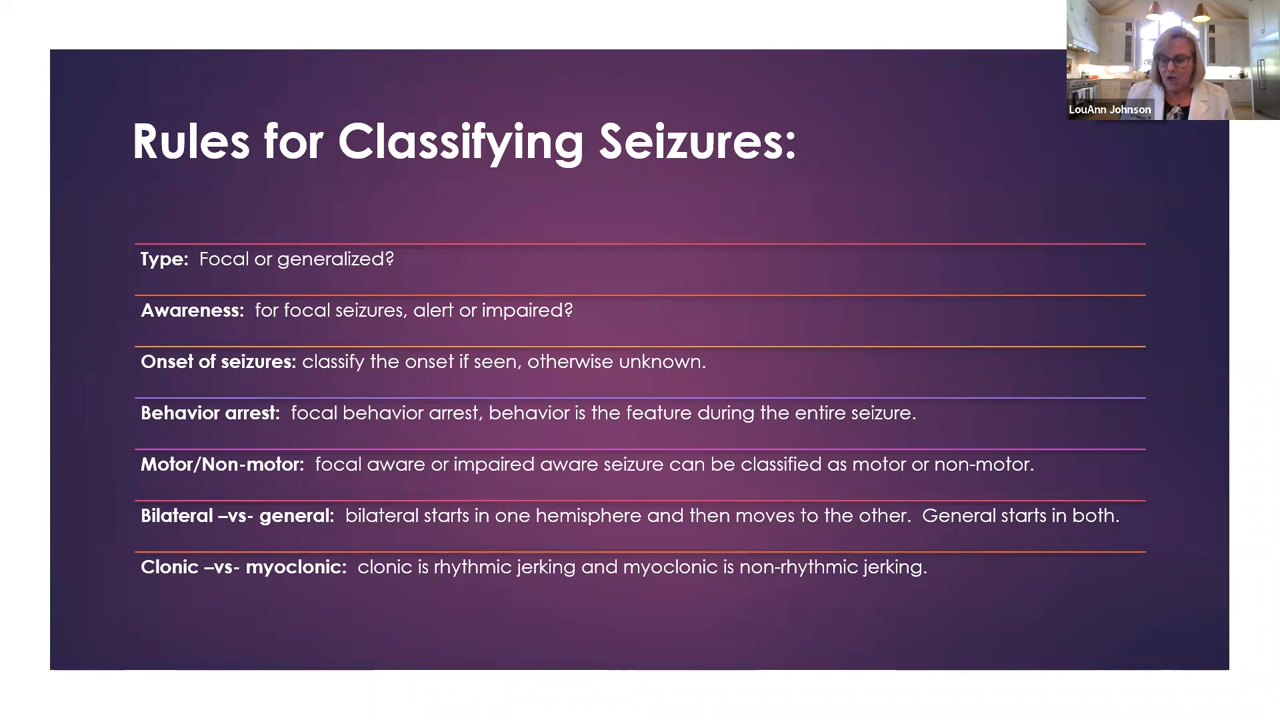 LouAnn Johnson
Rules for Classifying Seizures:
Type: Focal or generalized?
Awareness: for focal seizures, alert or impaired?
Onset of seizures: classify the onset if seen, otherwise unknown.
Behavior arrest: focal behavior arrest, behavior is the feature during the entire seizure.
Motor/Non-motor: focal aware or impaired aware seizure can be classified as motor or non-motor.
Bilateral –vs- general: bilateral starts in one hemisphere and then moves to the other. General starts in both.
Clonic –vs- myoclonic: clonic is rhythmic jerking and myoclonic is non-rhythmic jerking.